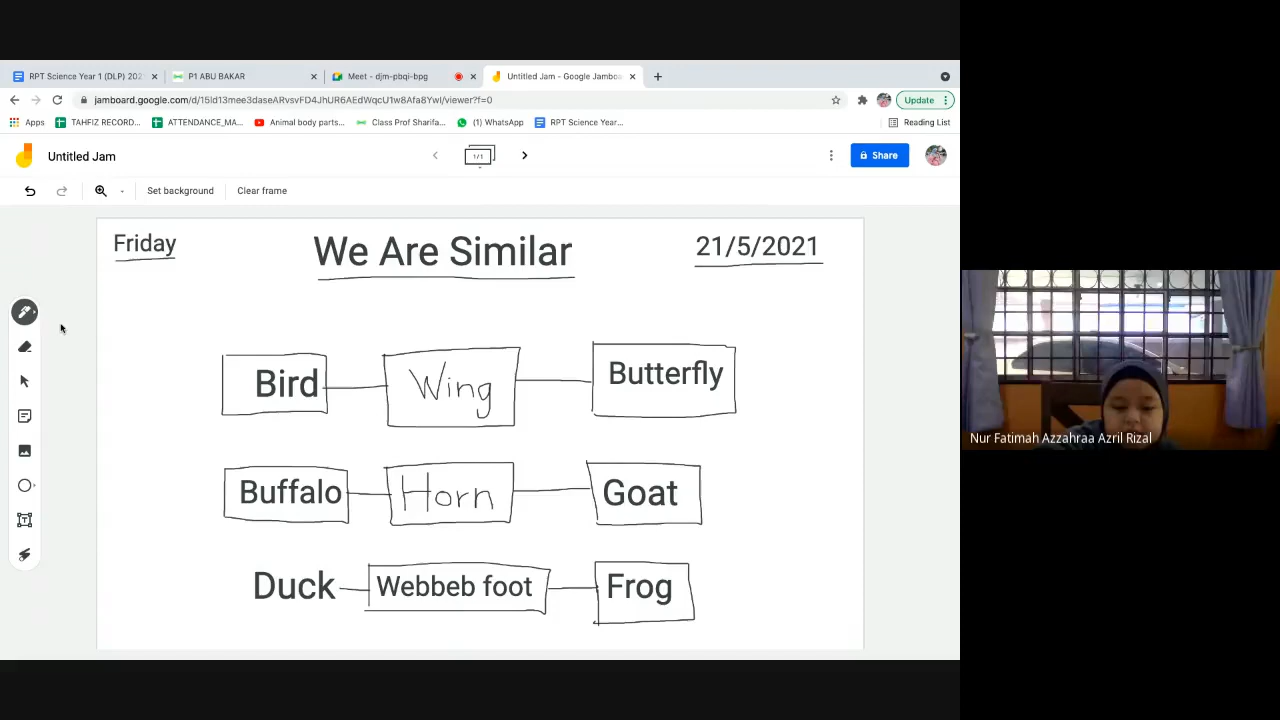 RPT Science Year 1 (DLP) 202
P1 ABU BAKAR
Meet - djm-pbqi-bpg
Untitled Jam - Google Jamboa
jamboard.google.com/d/15ld13mee3daseARvsvFD4JhUR6AEdWqcU1w8Afa8YwI/viewer?f=0
Update
Apps
TAHFIZ RECORD...
ATTENDANCE_MA...
Animal body parts...
Class Prof Sharifa...
(1) WhatsApp
RPT Science Year...
Reading List
Untitled Jam
1/1
Share
Set background
Clear frame
Friday
We Are Similar
21/5/2021
Bird
Wing
Butterfly
Buffalo
Horn
Goat
Duck
Webbeb foot
Frog
Nur Fatimah Azzahraa Azril Rizal